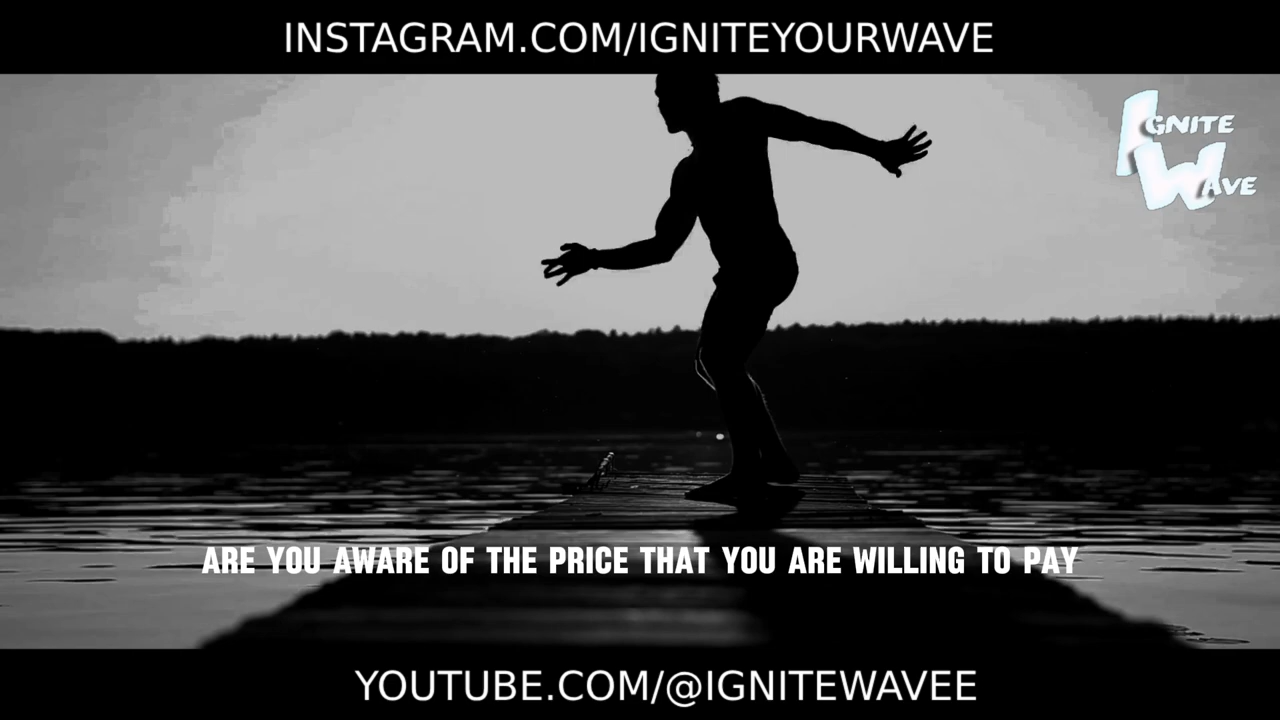 INSTAGRAM.COM/IGNITEYOURWAVE
IGNITE
WAVE
ARE YOU AWARE OF THE PRICE THAT YOU ARE WILLING TO PAY
YOUTUBE.COM/@IGNITEWAVEE